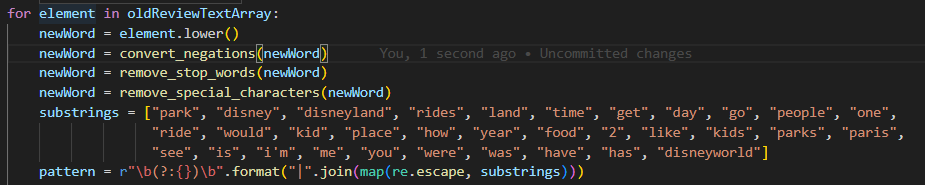 for element in oldReviewTextArray:
newWord = element.lower()
newWord = convert_negations(newWord) You, 1 second ago • Uncommitted changes
newWord = remove_stop_words(newWord)
newWord = remove_special_characters(newWord)
substrings = ["park", "disney", "disneyland", "rides", "land", "time", "get", "day", "go", "people", "one",
"ride", "would", "kid", "place", "how", "year", "food", "2", "like", "kids", "parks", "paris",
"see", "is", "i'm", "me", "you", "were", "was", "have", "has", "disneyworld"]
pattern = r"\b(?:{})\b".format("|".join(map(re.escape, substrings)))